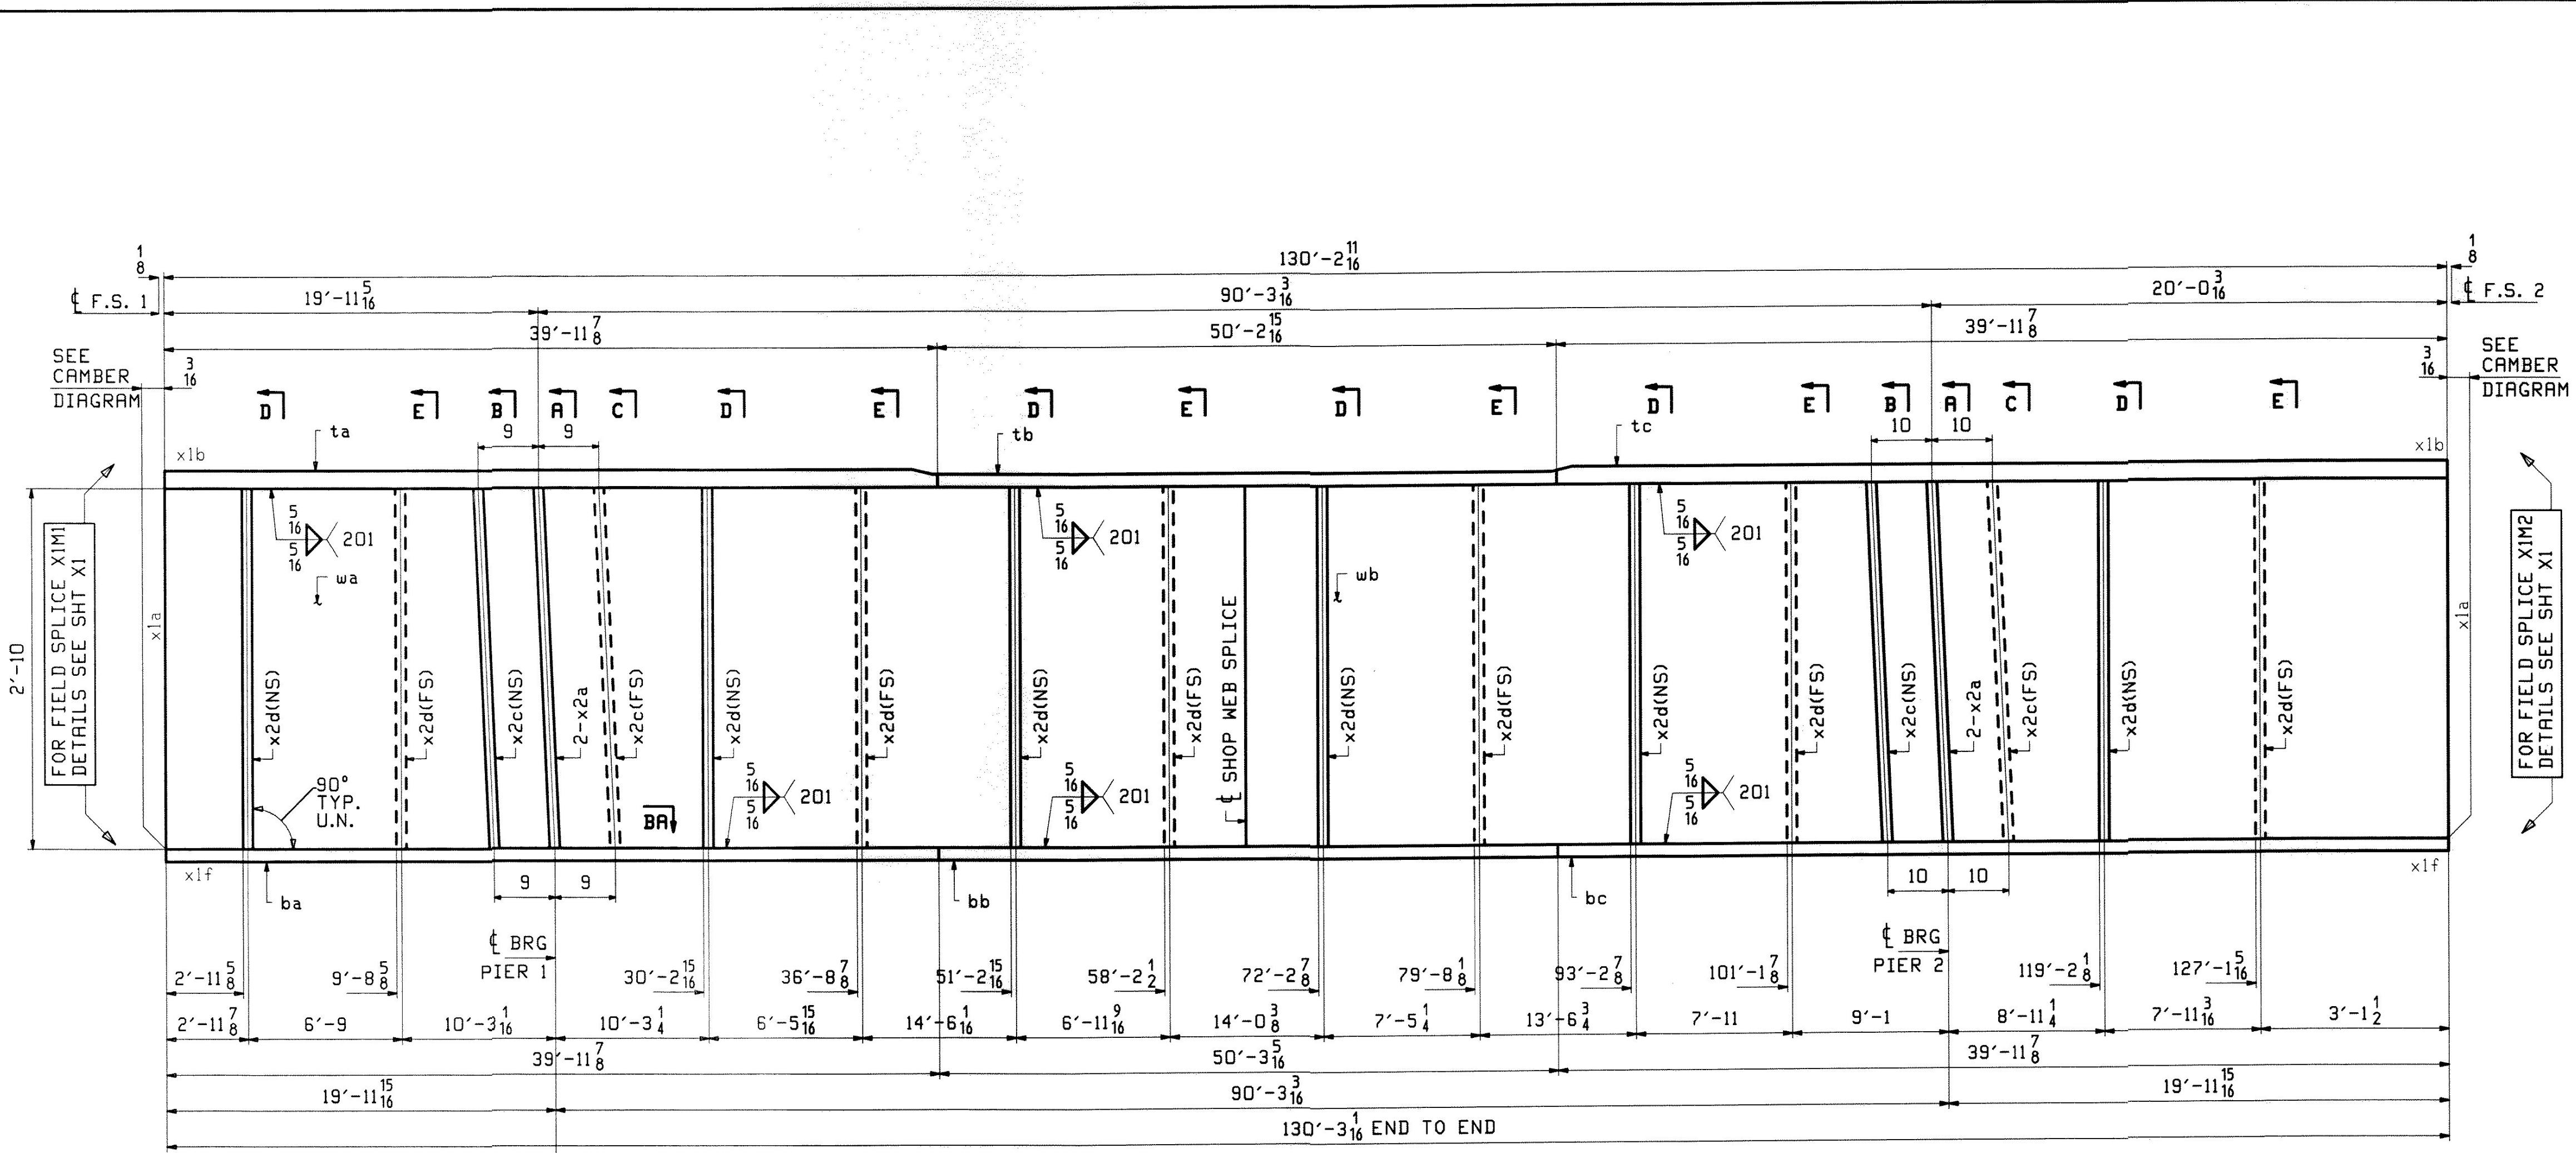 1/8
130′-2 11/16
1/8
℄ F.S. 1
19′-11 5/16
90′-3 3/16
20′-0 3/16
℄ F.S. 2
39′-11 7/8
50′-2 15/16
39′-11 7/8
SEE
CAMBER
DIAGRAM
3/16
3/16
SEE
CAMBER
DIAGRAM
D E B A C D E D E D E D E B A C D E
9 9
10 10
x1b
ta
tb
tc
x1b
5/16
5/16
201
5/16
5/16
201
5/16
5/16
201
wa
wb
2′-10
FOR FIELD SPLICE X1M1
DETAILS SEE SHT X1
x1a
x2d(NS)
x2d(FS)
x2c(NS)
2-x2a
x2c(FS)
x2d(NS)
x2d(FS)
x2d(NS)
x2d(FS)
℄ SHOP WEB SPLICE
x2d(NS)
x2d(FS)
x2d(NS)
x2d(FS)
x2c(NS)
2-x2a
x2c(FS)
x2d(NS)
x2d(FS)
x1a
FOR FIELD SPLICE X1M2
DETAILS SEE SHT X1
90°
TYP.
U.N.
BA
5/16
5/16
201
5/16
5/16
201
5/16
5/16
201
x1f
ba
9 9
bb
bc
10 10
x1f
℄ BRG
PIER 1
℄ BRG
PIER 2
2′-11 5/8
9′-8 5/8
30′-2 15/16
36′-8 7/8
51′-2 15/16
58′-2 1/2
72′-2 7/8
79′-8 1/8
93′-2 7/8
101′-1 7/8
119′-2 1/8
127′-1 5/16
2′-11 7/8
6′-9
10′-3 1/16
10′-3 1/4
6′-5 15/16
14′-6 1/16
6′-11 9/16
14′-0 3/8
7′-5 1/4
13′-6 3/4
7′-11
9′-1
8′-11 1/4
7′-11 3/16
3′-1 1/2
39′-11 7/8
50′-3 5/16
39′-11 7/8
19′-11 15/16
90′-3 3/16
19′-11 15/16
130′-3 1/16 END TO END